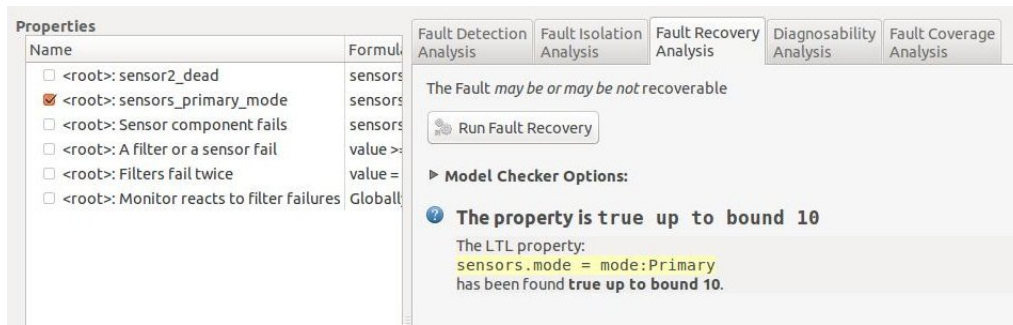 Properties
Name Formul
<root>: sensor2_dead sensors
<root>: sensors_primary_mode sensors
<root>: Sensor component fails sensors
<root>: A filter or a sensor fail value >=
<root>: Filters fail twice value =
<root>: Monitor reacts to filter failures Globall
Fault Detection Analysis
Fault Isolation Analysis
Fault Recovery Analysis
Diagnosability Analysis
Fault Coverage Analysis
The Fault may be or may be not recoverable
Run Fault Recovery
Model Checker Options:
The property is true up to bound 10
The LTL property:
sensors.mode = mode:Primary
has been found true up to bound 10.